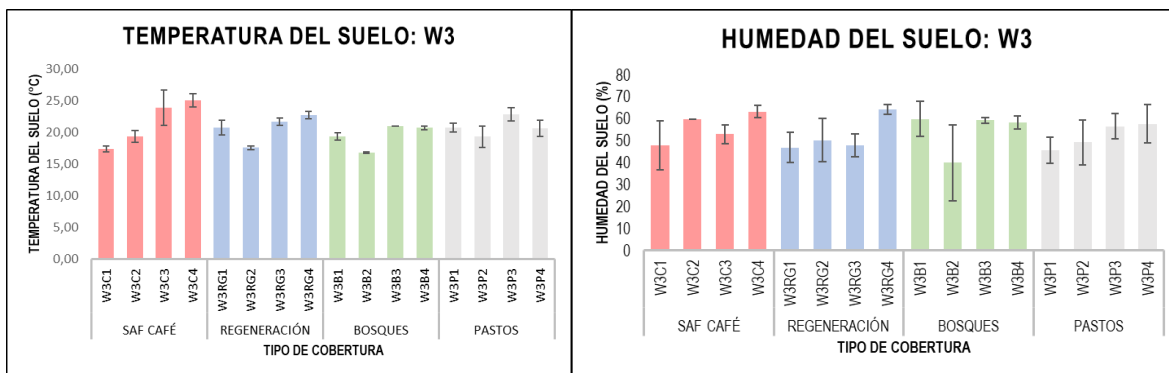 TEMPERATURA DEL SUELO: W3
TEMPERATURA DEL SUELO (°C)
30,00
25,00
20,00
15,00
10,00
5,00
0,00
W3C1 W3C2 W3C3 W3C4 W3RG1 W3RG2 W3RG3 W3RG4 W3B1 W3B2 W3B3 W3B4 W3P1 W3P2 W3P3 W3P4
SAF CAFÉ REGENERACIÓN BOSQUES PASTOS
TIPO DE COBERTURA
HUMEDAD DEL SUELO: W3
HUMEDAD DEL SUELO (%)
80
70
60
50
40
30
20
10
0
W3C1 W3C2 W3C3 W3C4 W3RG1 W3RG2 W3RG3 W3RG4 W3B1 W3B2 W3B3 W3B4 W3P1 W3P2 W3P3 W3P4
SAF CAFÉ REGENERACIÓN BOSQUES PASTOS
TIPO DE COBERTURA